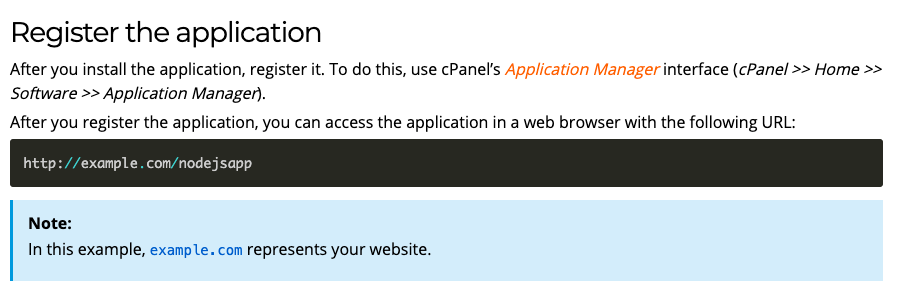 Register the application
After you install the application, register it. To do this, use cPanel’s Application Manager interface (cPanel >> Home >>
Software >> Application Manager).
After you register the application, you can access the application in a web browser with the following URL:
http://example.com/nodejsapp
Note:
In this example, example.com represents your website.